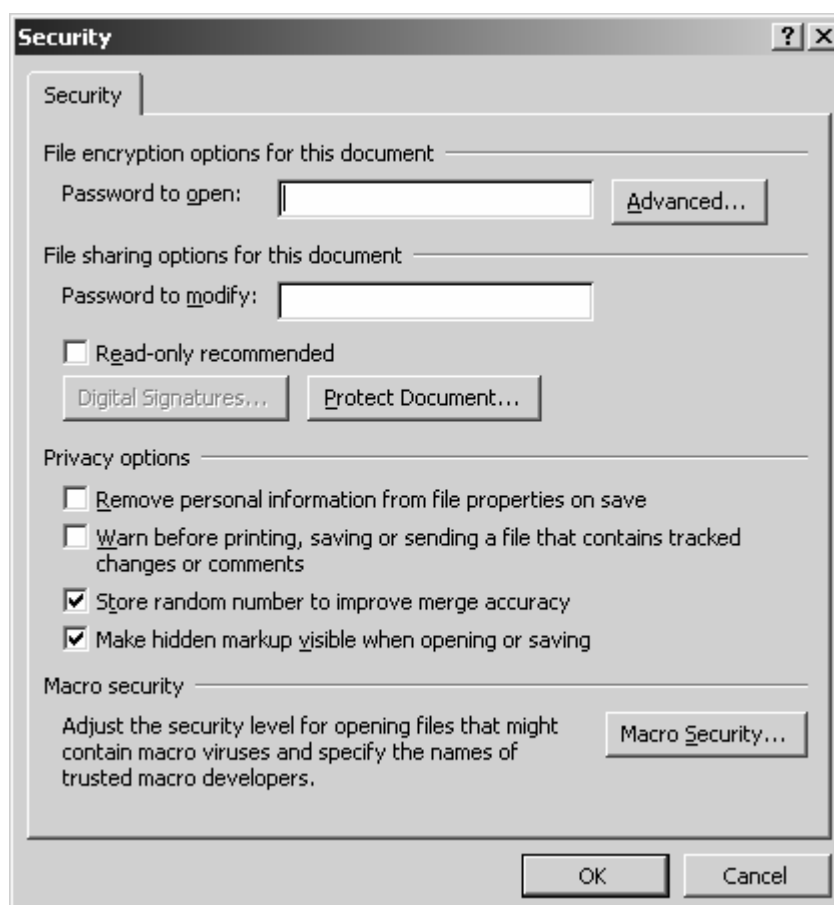 Security
Security
File encryption options for this document
Password to open:
Advanced...
File sharing options for this document
Password to modify:
Read-only recommended
Digital Signatures...
Protect Document...
Privacy options
Remove personal information from file properties on save
Warn before printing, saving or sending a file that contains tracked
changes or comments
Store random number to improve merge accuracy
Make hidden markup visible when opening or saving
Macro security
Adjust the security level for opening files that might
contain macro viruses and specify the names of
trusted macro developers.
Macro Security...
OK
Cancel